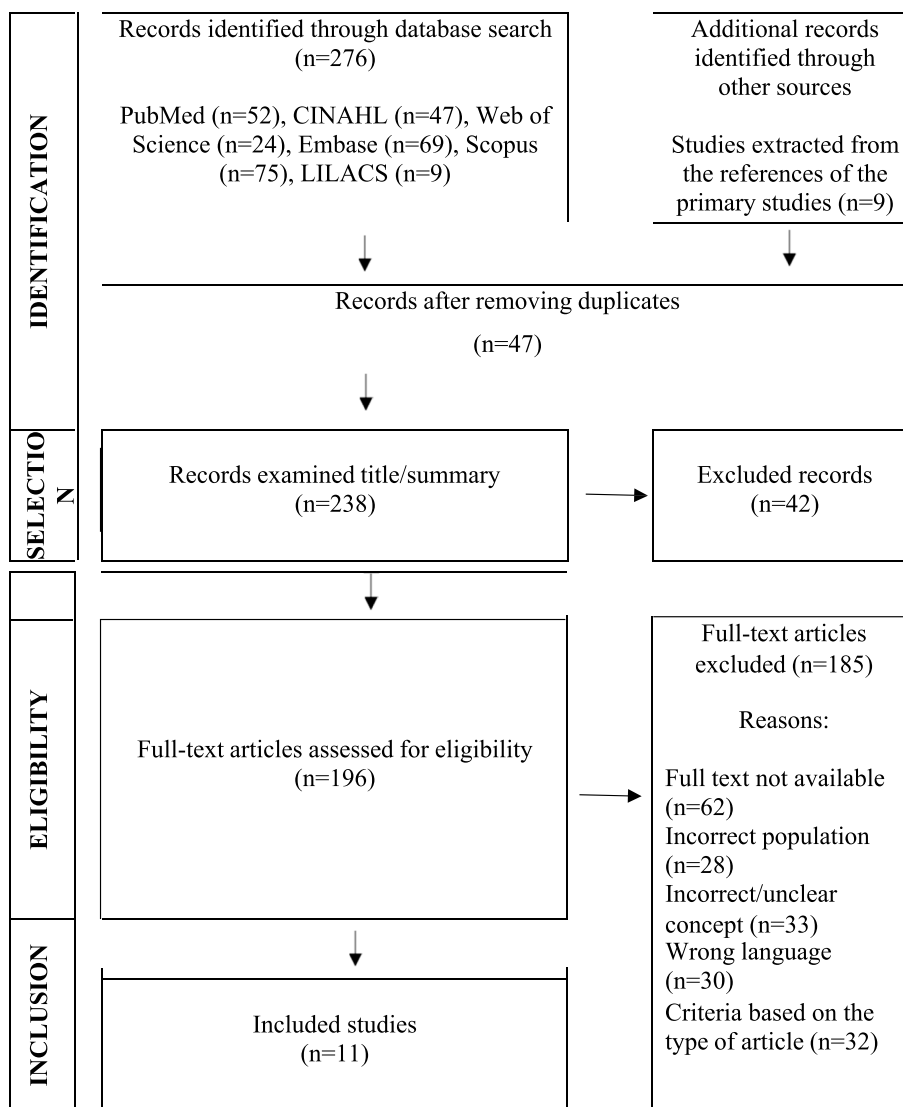 IDENTIFICATION
Records identified through database search
(n=276)
PubMed (n=52), CINAHL (n=47), Web of
Science (n=24), Embase (n=69), Scopus
(n=75), LILACS (n=9)
Additional records
identified through
other sources
Studies extracted from
the references of the
primary studies (n=9)
Records after removing duplicates
(n=47)
SELECTIO
N
Records examined title/summary
(n=238)
Excluded records
(n=42)
ELIGIBILITY
Full-text articles assessed for eligibility
(n=196)
Full-text articles
excluded (n=185)
Reasons:
Full text not available
(n=62)
Incorrect population
(n=28)
Incorrect/unclear
concept (n=33)
Wrong language
(n=30)
Criteria based on the
type of article (n=32)
INCLUSION
Included studies
(n=11)